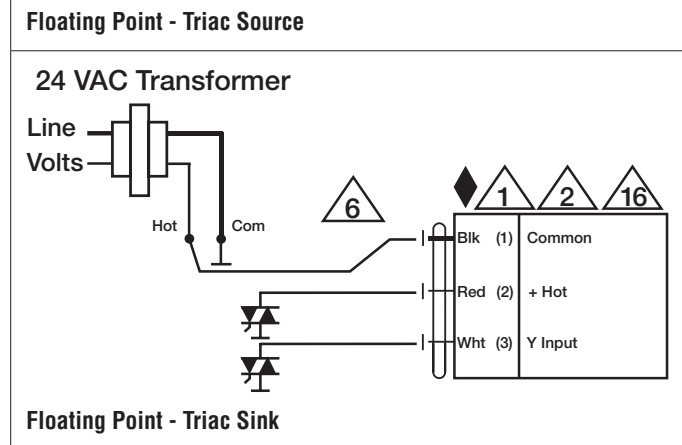 Floating Point - Triac Source
24 VAC Transformer
Line
Volts
Hot
Com
6
1
2
16
Blk (1) Common
Red (2) + Hot
Wht (3) Y Input
Floating Point - Triac Sink